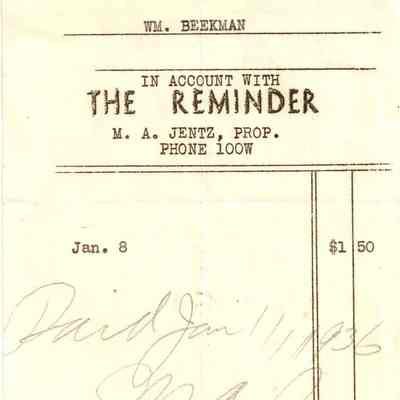 WM. BEEKMAN
IN ACCOUNT WITH
THE REMINDER
M. A. JENTZ, PROP.
PHONE 100W
Jan. 8 $1 50
Paid Jan 11, 1936